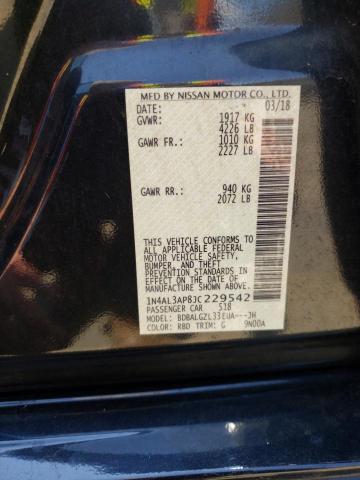 MFD BY NISSAN MOTOR CO., LTD.
DATE: 03/18
GVWR: 1917 KG
4226 LB
GAWR FR.: 1010 KG
2227 LB
GAWR RR.: 940 KG
2072 LB
THIS VEHICLE CONFORMS TO
ALL APPLICABLE FEDERAL
MOTOR VEHICLE SAFETY,
BUMPER, AND THEFT
PREVENTION STANDARDS
IN EFFECT ON THE DATE OF
MANUFACTURE SHOWN ABOVE.
1N4AL3AP8JC229542
PASSENGER CAR 518
MODEL: BDBALGZL33EUA---JH
COLOR: RBD TRIM: G 9N00A